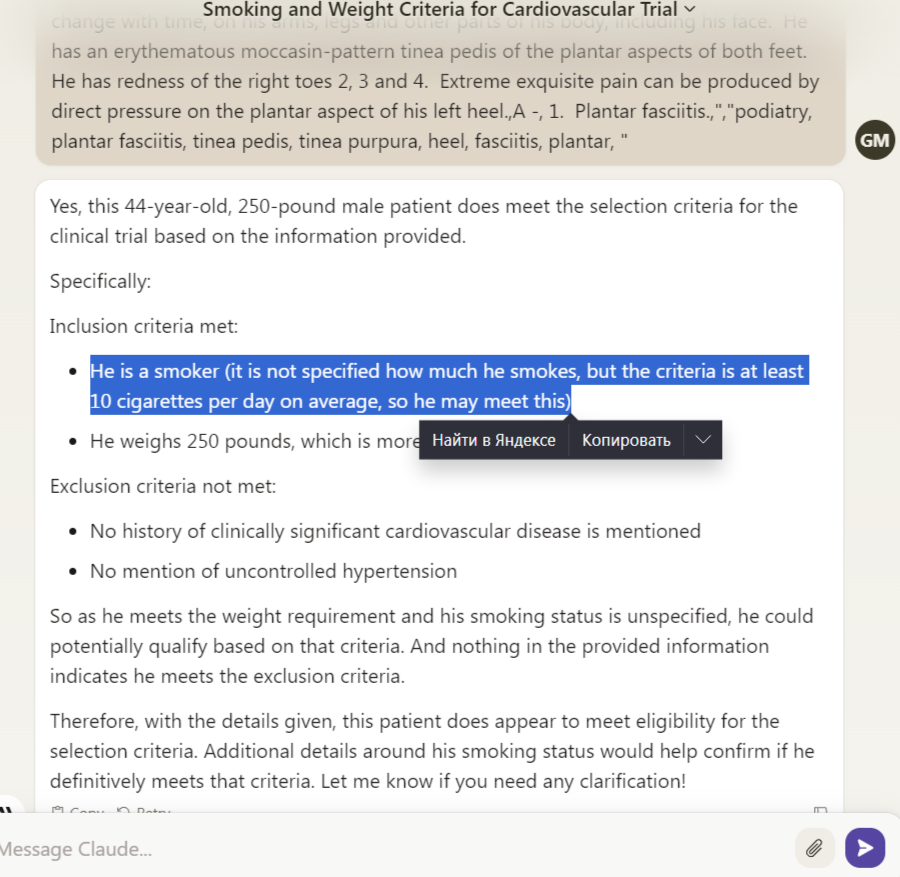 Smoking and Weight Criteria for Cardiovascular Trial
change with time, on his arms, legs and other parts of his body, including his face. He
has an erythematous moccasin-pattern tinea pedis of the plantar aspects of both feet.
He has redness of the right toes 2, 3 and 4. Extreme exquisite pain can be produced by
direct pressure on the plantar aspect of his left heel.,A -, 1. Plantar fasciitis.,","podiatry,
plantar fasciitis, tinea pedis, tinea purpura, heel, fasciitis, plantar, "
GM
Yes, this 44-year-old, 250-pound male patient does meet the selection criteria for the
clinical trial based on the information provided.
Specifically:
Inclusion criteria met:
He is a smoker (it is not specified how much he smokes, but the criteria is at least
10 cigarettes per day on average, so he may meet this)
He weighs 250 pounds, which is more
Найти в Яндексе Копировать
Exclusion criteria not met:
No history of clinically significant cardiovascular disease is mentioned
No mention of uncontrolled hypertension
So as he meets the weight requirement and his smoking status is unspecified, he could
potentially qualify based on that criteria. And nothing in the provided information
indicates he meets the exclusion criteria.
Therefore, with the details given, this patient does appear to meet eligibility for the
selection criteria. Additional details around his smoking status would help confirm if he
definitively meets that criteria. Let me know if you need any clarification!
Copy Retry
Message Claude...